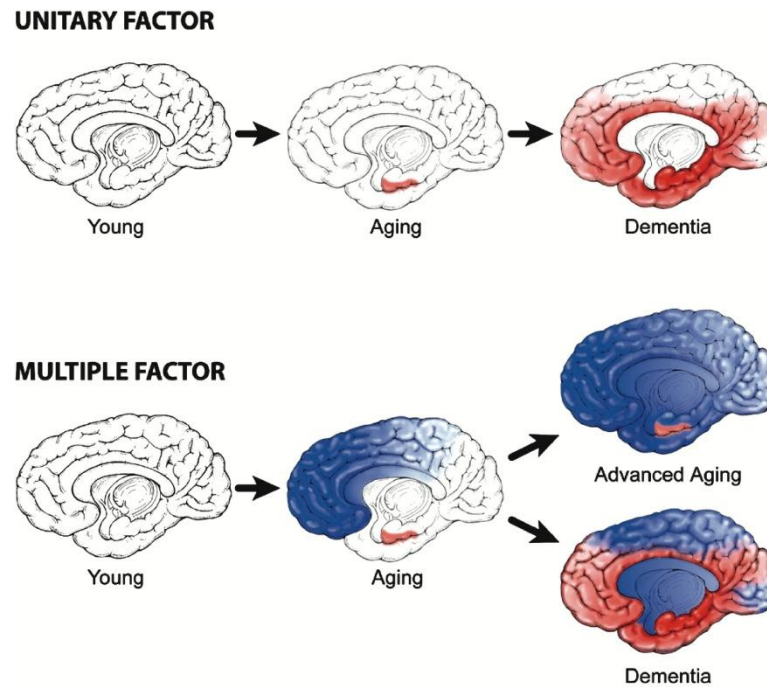 UNITARY FACTOR
Young
Aging
Dementia
MULTIPLE FACTOR
Young
Aging
Advanced Aging
Dementia